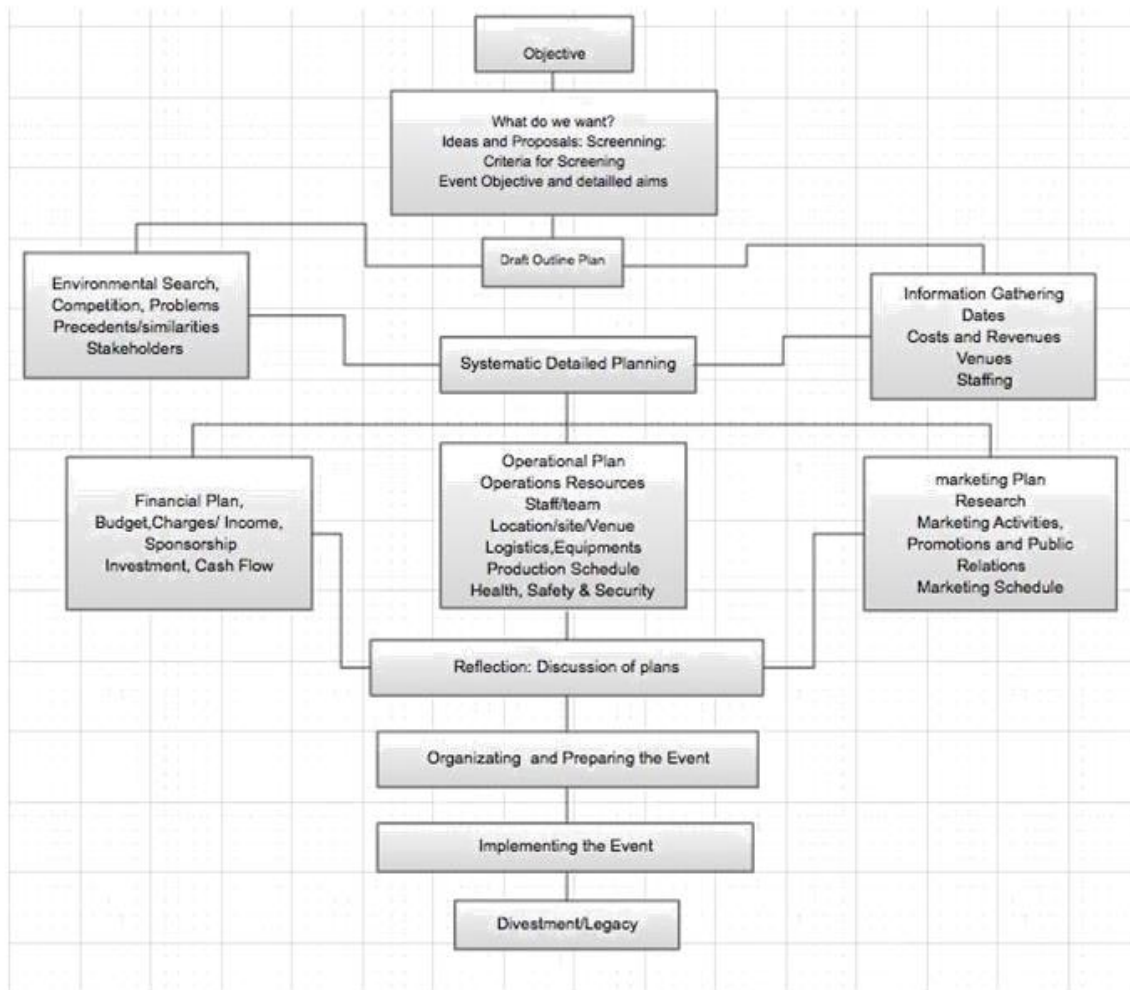 Objective
What do we want?
Ideas and Proposals: Screnning:
Criteria for Screening
Event Objective and detailled aims
Draft Outline Plan
Environmental Search,
Competition, Problems
Precedents/similarities
Stakeholders
Information Gathering
Dates
Costs and Revenues
Venues
Staffing
Systematic Detailed Planning
Financial Plan,
Budget,Charges/ Income,
Sponsorship
Investment, Cash Flow
Operational Plan
Operations Resources
Staff/team
Location/site/Venue
Logistics,Equipments
Production Schedule
Health, Safety & Security
marketing Plan
Research
Marketing Activities,
Promotions and Public
Relations
Marketing Schedule
Reflection: Discussion of plans
Organizating and Preparing the Event
Implementing the Event
Divestment/Legacy